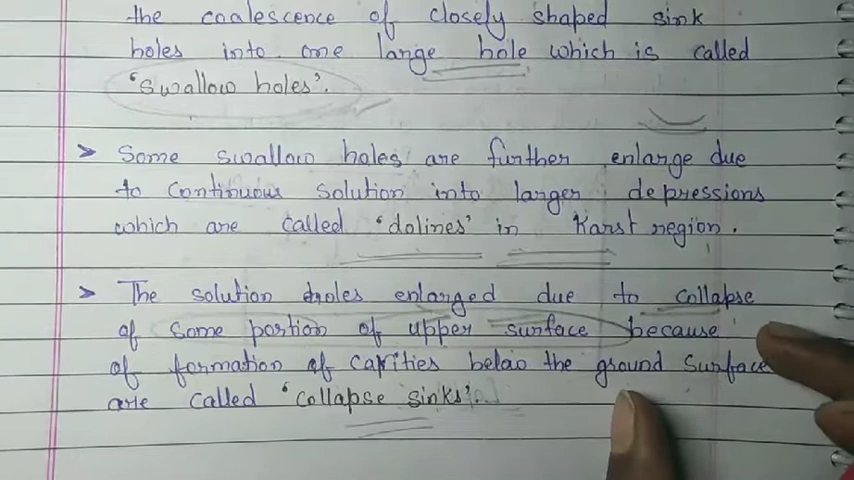 the coalescence of closely shaped sink
holes into one large hole which is called
'swallow holes'.
> Some swallow holes are further enlarge due
to continuous solution into larger depressions
which are called 'dolines' in Karst region.
> The solution holes enlarged due to collapse
of some portion of upper surface because
of formation of cavities below the ground surface
are called 'collapse sinks'.